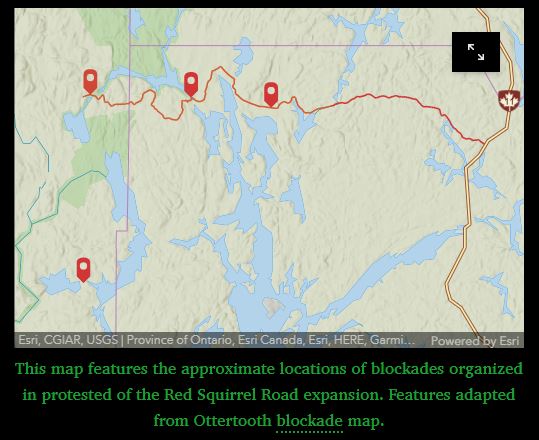 11
Esri, CGIAR, USGS | Province of Ontario, Esri Canada, Esri, HERE, Garmi... Powered by Esri
This map features the approximate locations of blockades organized
in protested of the Red Squirrel Road expansion. Features adapted
from Ottertooth blockade map.